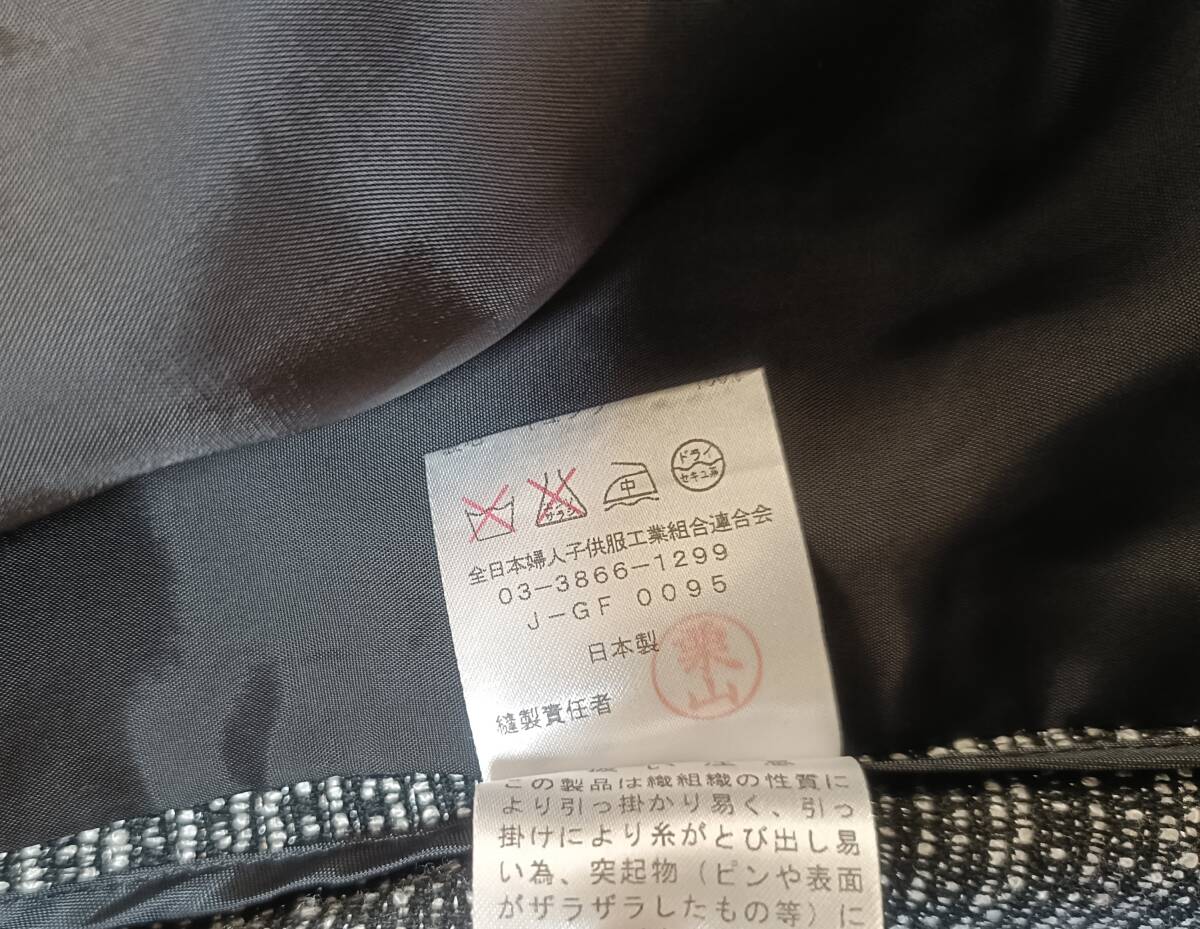 エンソ サラシ
中
ドライ
セキユ系
全日本婦人子供服工業組合連合会
03-3866-1299
J-GF 0095
日本製
栗山
縫製責任者
この製品は織組織の性質に
より引っ掛かり易く、引っ
掛けにより糸がとび出し易
い為、突起物（ピンや表面
がザラザラしたもの等）に